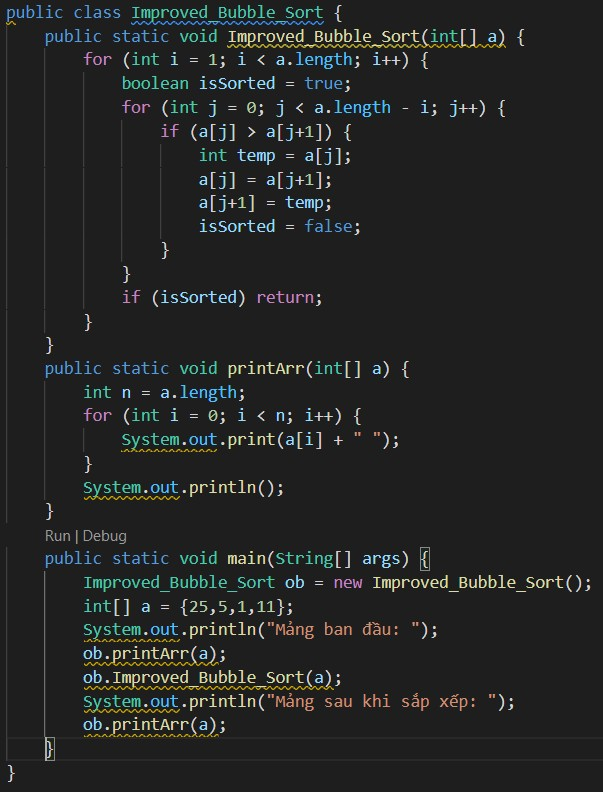 public class Improved_Bubble_Sort {
    public static void Improved_Bubble_Sort(int[] a) {
        for (int i = 1; i < a.length; i++) {
            boolean isSorted = true;
            for (int j = 0; j < a.length - i; j++) {
                if (a[j] > a[j+1]) {
                    int temp = a[j];
                    a[j] = a[j+1];
                    a[j+1] = temp;
                    isSorted = false;
                }
            }
            if (isSorted) return;
        }
    }
    public static void printArr(int[] a) {
        int n = a.length;
        for (int i = 0; i < n; i++) {
            System.out.print(a[i] + " ");
        }
        System.out.println();
    }
    Run | Debug
    public static void main(String[] args) {
        Improved_Bubble_Sort ob = new Improved_Bubble_Sort();
        int[] a = {25,5,1,11};
        System.out.println("Mảng ban đầu: ");
        ob.printArr(a);
        ob.Improved_Bubble_Sort(a);
        System.out.println("Mảng sau khi sắp xếp: ");
        ob.printArr(a);
    }
}